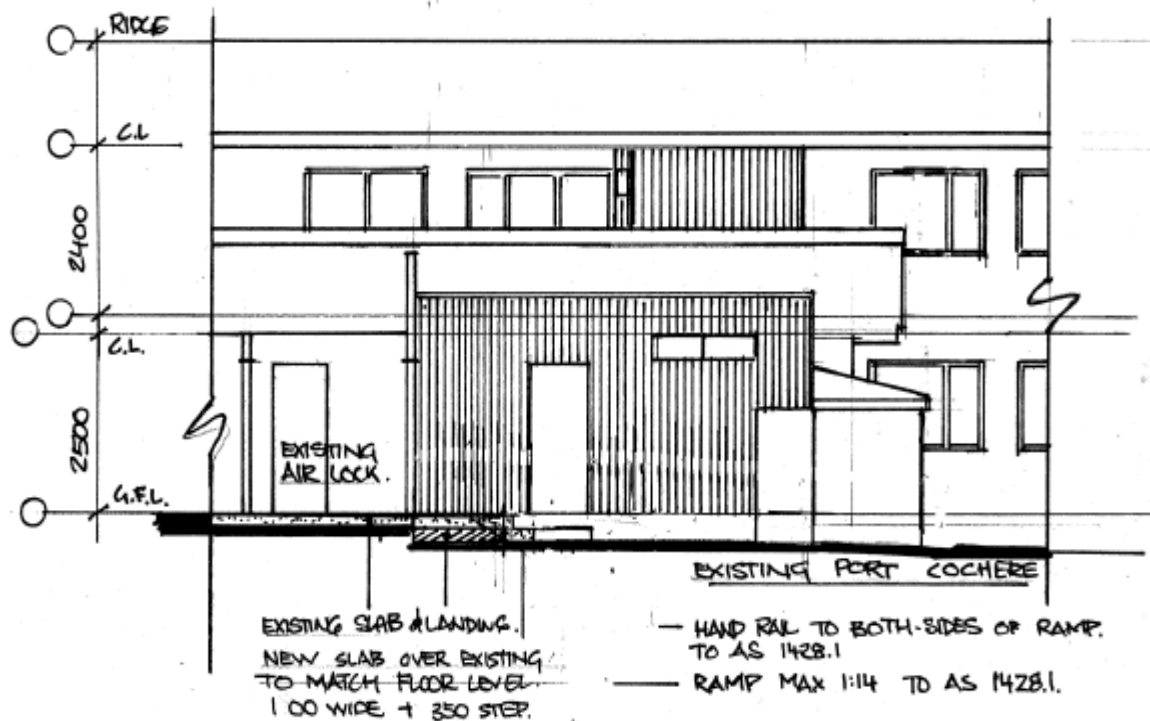 RIDGE
C.L
2400
C.L.
2500
G.F.L.
EXISTING
AIR LOCK.
EXISTING PORT COCHERE
EXISTING SLAB & LANDING.
NEW SLAB OVER EXISTING
TO MATCH FLOOR LEVEL.
1 00 WIDE + 350 STEP.
HAND RAIL TO BOTH-SIDES OF RAMP.
TO AS 1428.1
RAMP MAX 1:14 TO AS 1428.1.